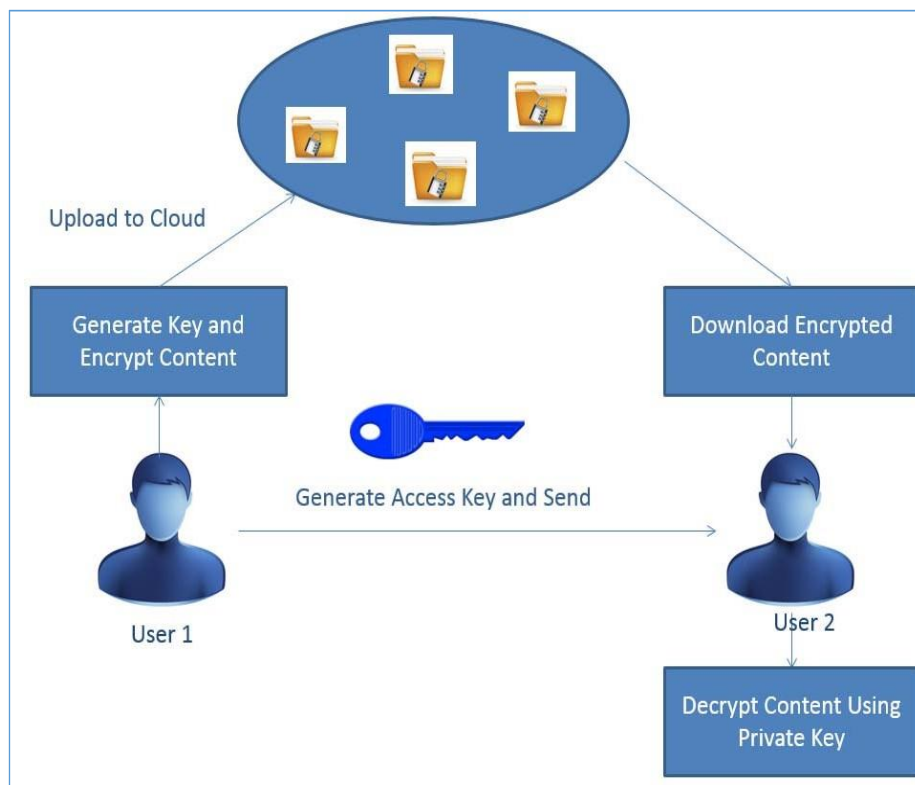 Upload to Cloud
Generate Key and
Encrypt Content
Download Encrypted
Content
Generate Access Key and Send
User 1
User 2
Decrypt Content Using
Private Key